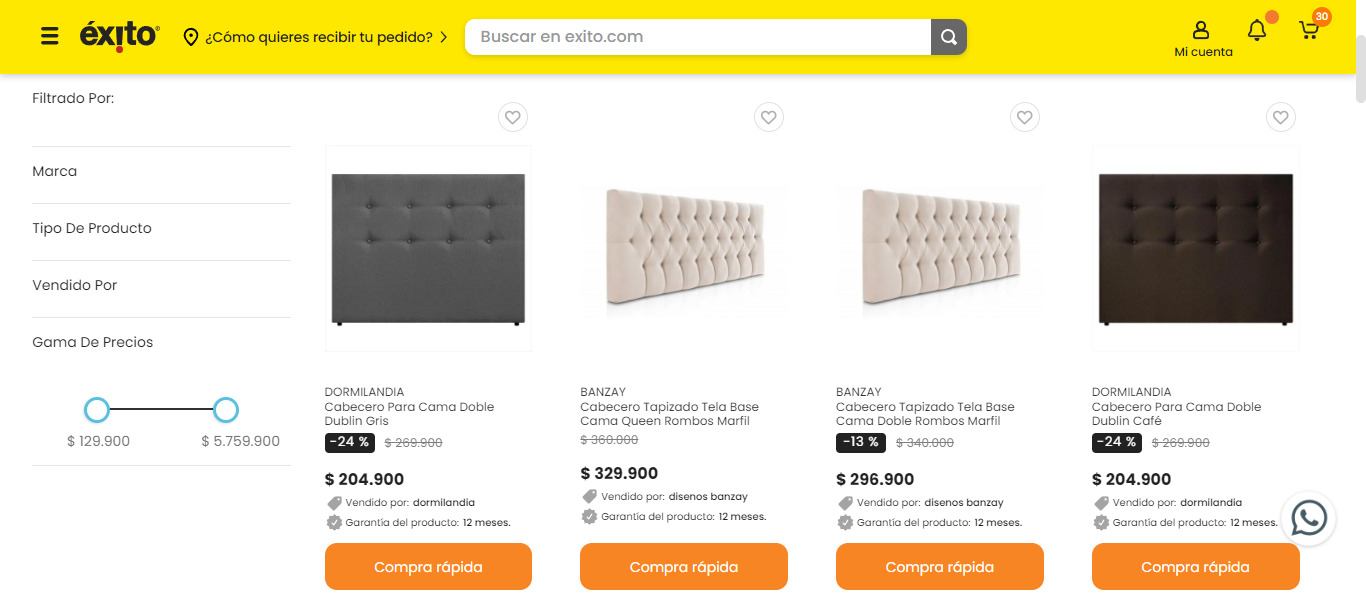 éxito
¿Cómo quieres recibir tu pedido?
Buscar en exito.com
Mi cuenta
30
Filtrado Por:
Marca
Tipo De Producto
Vendido Por
Gama De Precios
$ 129.900
$ 5.759.900
DORMILANDIA
Cabecero Para Cama Doble
Dublin Gris
-24 %
$ 269.900
$ 204.900
Vendido por: dormilandia
Garantía del producto: 12 meses.
Compra rápida
BANZAY
Cabecero Tapizado Tela Base
Cama Queen Rombos Marfil
$ 360.000
$ 329.900
Vendido por: disenos banzay
Garantía del producto: 12 meses.
Compra rápida
BANZAY
Cabecero Tapizado Tela Base
Cama Doble Rombos Marfil
-13 %
$ 340.000
$ 296.900
Vendido por: disenos banzay
Garantía del producto: 12 meses.
Compra rápida
DORMILANDIA
Cabecero Para Cama Doble
Dublin Café
-24 %
$ 269.900
$ 204.900
Vendido por: dormilandia
Garantía del producto: 12 meses.
Compra rápida